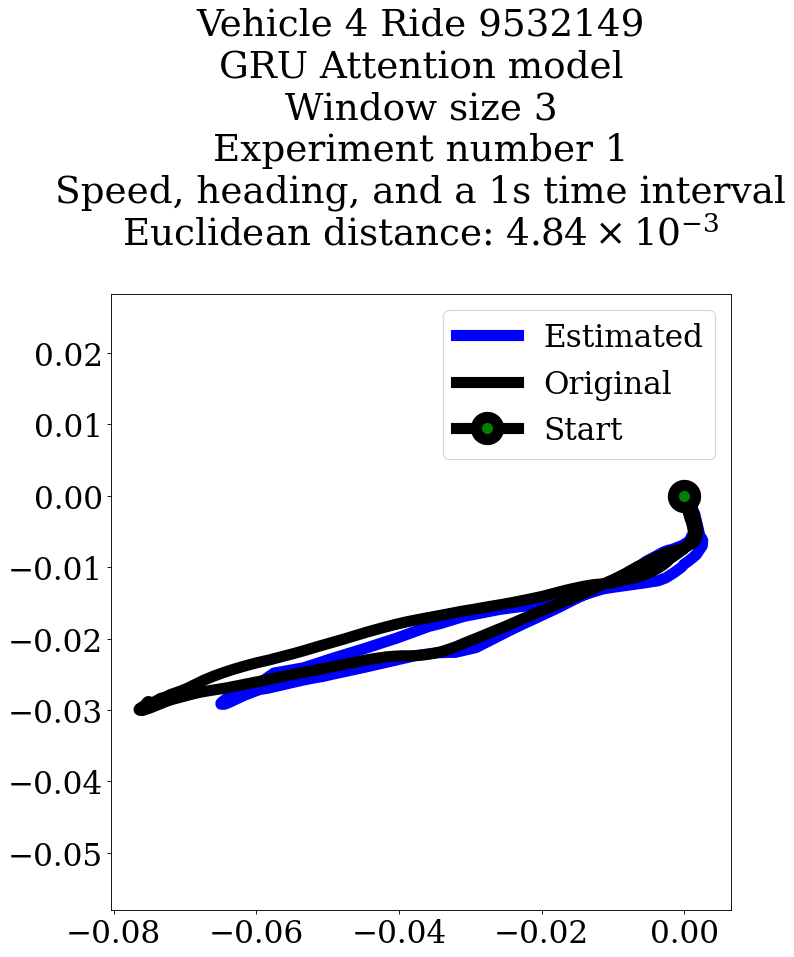 Vehicle 4 Ride 9532149
GRU Attention model
Window size 3
Experiment number 1
Speed, heading, and a 1s time interval
Euclidean distance: 4.84 × 10⁻³
Estimated
Original
Start
0.02
0.01
0.00
−0.01
−0.02
−0.03
−0.04
−0.05
−0.08 −0.06 −0.04 −0.02 0.00